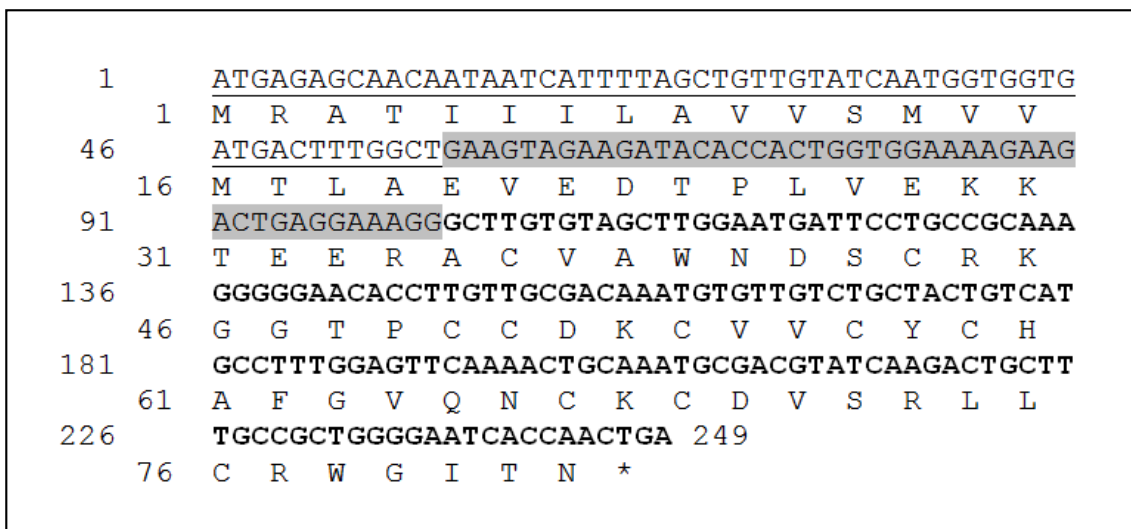 1 ATGAGAGCAACAATAATCATTTTAGCTGTTGTATCAATGGTGGTG
1 M R A T I I I L A V V S M V V
46 ATGACTTTGGCTGAAGTAGAAGATACACCACTGGTGGAAAAGAAG
16 M T L A E V E D T P L V E K K
91 ACTGAGGAAAGGGCTTGTGTAGCTTGGAATGATTCCTGCCGCAAA
31 T E E R A C V A W N D S C R K
136 GGGGGAACACCTTGTTGCGACAAATGTGTTGTCTGCTACTGTCAT
46 G G T P C C D K C V V C Y C H
181 GCCTTTGGAGTTCAAAACTGCAAATGCGACGTATCAAGACTGCTT
61 A F G V Q N C K C D V S R L L
226 TGCCGCTGGGGAATCACCAACTGA 249
76 C R W G I T N *